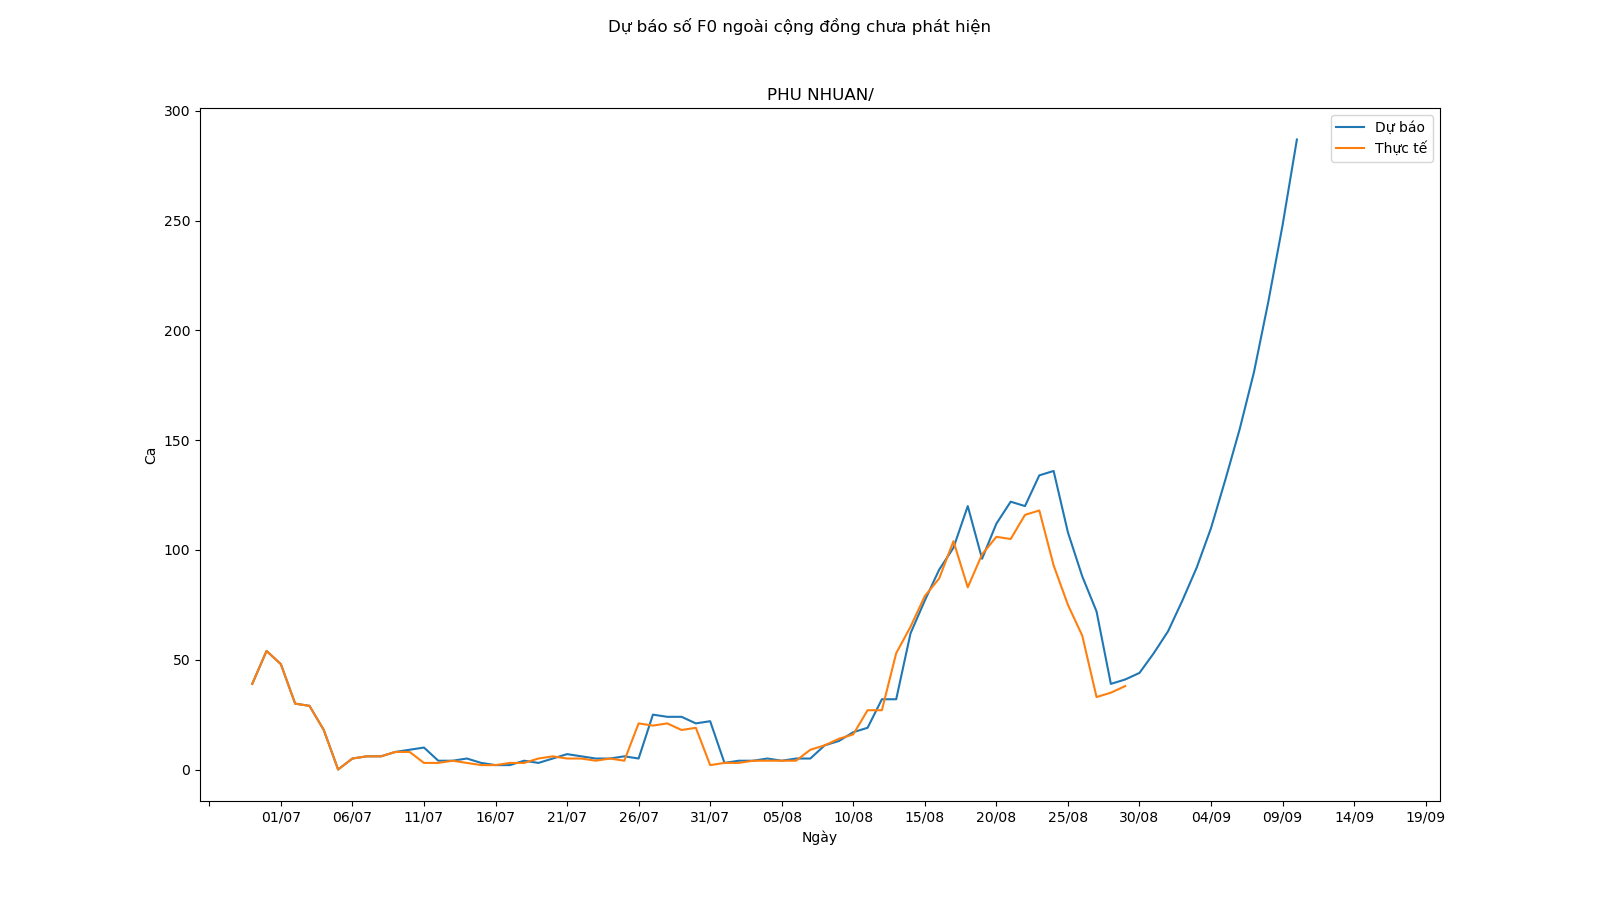 Dự báo số F0 ngoài cộng đồng chưa phát hiện
PHU NHUAN/
300
250
200
150
100
50
0
Ca
Dự báo
Thực tế
01/07 06/07 11/07 16/07 21/07 26/07 31/07 05/08 10/08 15/08 20/08 25/08 30/08 04/09 09/09 14/09 19/09
Ngày